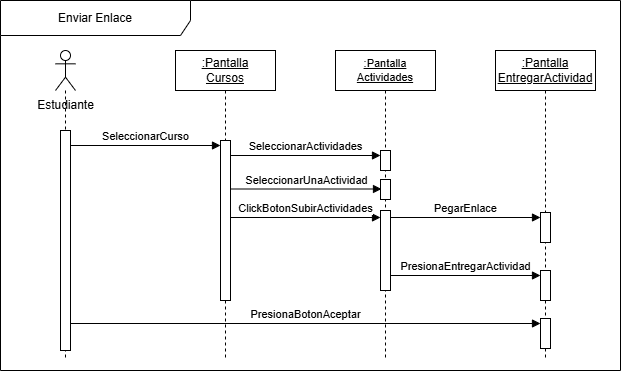 Enviar Enlace
:Pantalla
Cursos
:Pantalla
Actividades
:Pantalla
EntregarActividad
Estudiante
SeleccionarCurso
SeleccionarActividades
SeleccionarUnaActividad
ClickBotonSubirActividades
PegarEnlace
PresionaEntregarActividad
PresionaBotonAceptar